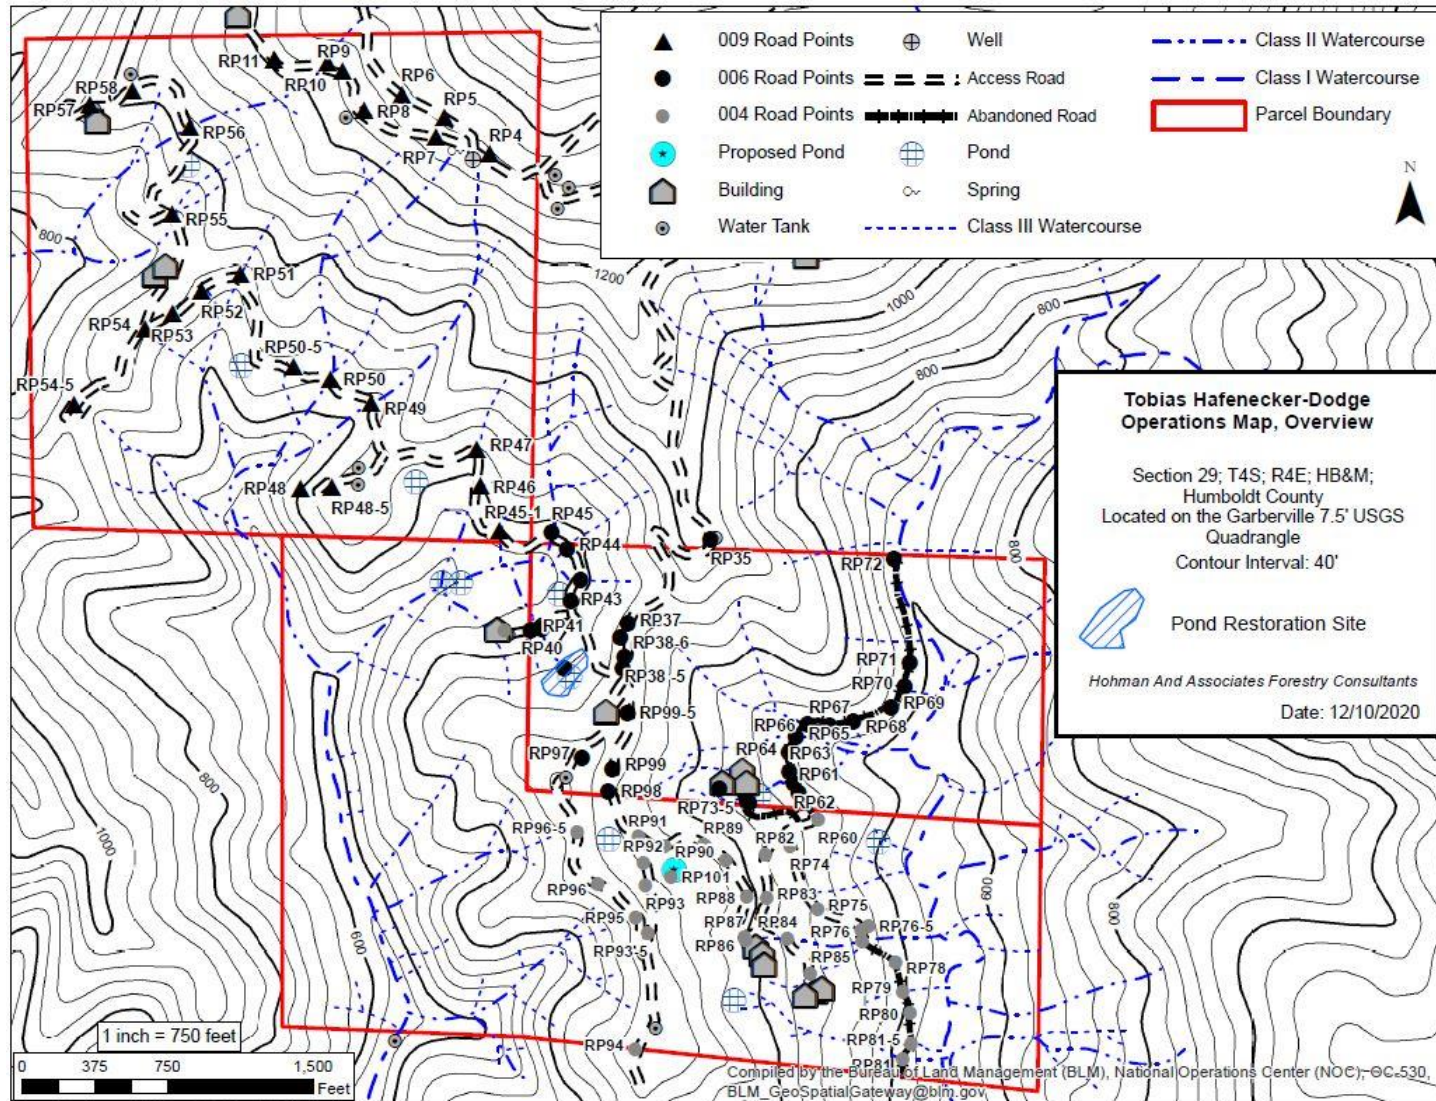 009 Road Points
Well
Class II Watercourse
006 Road Points
Access Road
Class I Watercourse
004 Road Points
Abandoned Road
Parcel Boundary
Proposed Pond
Pond
Building
Spring
Water Tank
Class III Watercourse
N
Tobias Hafenecker-Dodge
Operations Map, Overview
Section 29; T4S; R4E; HB&M;
Humboldt County
Located on the Garberville 7.5' USGS
Quadrangle
Contour Interval: 40'
Pond Restoration Site
Hohman And Associates Forestry Consultants
Date: 12/10/2020
RP11
RP9
RP10
RP6
RP58
RP57
RP5
RP8
RP56
RP4
RP7
RP55
800
1200
1000
800
RP51
RP52
RP54
RP53
RP50-5
800
RP50
RP54-5
RP49
RP47
RP48
RP46
RP48-5
RP45-1
RP45
RP44
RP35
800
RP72
RP43
RP37
RP41
RP38-6
RP40
RP71
RP38 -5
RP70
RP69
RP67
RP99-5
RP66
RP68
RP65
RP97
RP64
RP63
800
RP99
RP61
RP98
RP62
RP73-5
1000
RP91
RP89
RP82
RP60
RP96-5
RP92
RP90
RP74
RP101
RP96
RP88
RP83
600
RP93
RP75
RP95
RP87
RP84
RP76-5
800
600
RP93-5
RP86
RP76
RP85
RP78
RP79
RP80
RP81-5
RP94
RP81
1 inch = 750 feet
0 375 750 1,500
Feet
Compiled by the Bureau of Land Management (BLM), National Operations Center (NOC), OC-530,
BLM_GeoSpatialGateway@blm.gov